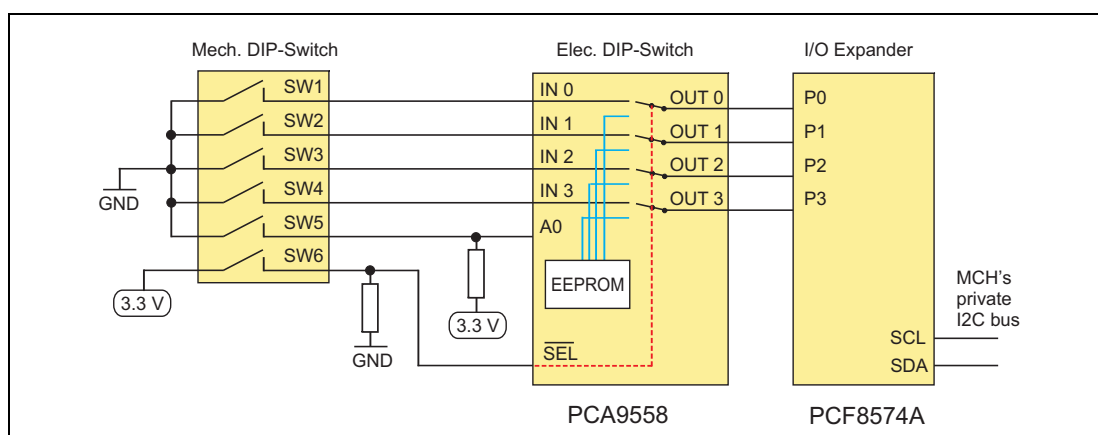 Mech. DIP-Switch
Elec. DIP-Switch
I/O Expander
SW1
IN 0
OUT 0
P0
SW2
IN 1
OUT 1
P1
SW3
IN 2
OUT 2
P2
SW4
IN 3
OUT 3
P3
GND
SW5
A0
SW6
3.3 V
EEPROM
3.3 V
GND
SEL
MCH's
private
I2C bus
SCL
SDA
PCA9558
PCF8574A